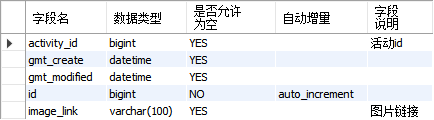 字段名 数据类型 是否允许为空 自动增量 字段说明
activity_id bigint YES 活动id
gmt_create datetime YES
gmt_modified datetime YES
id bigint NO auto_increment
image_link varchar(100) YES 图片链接